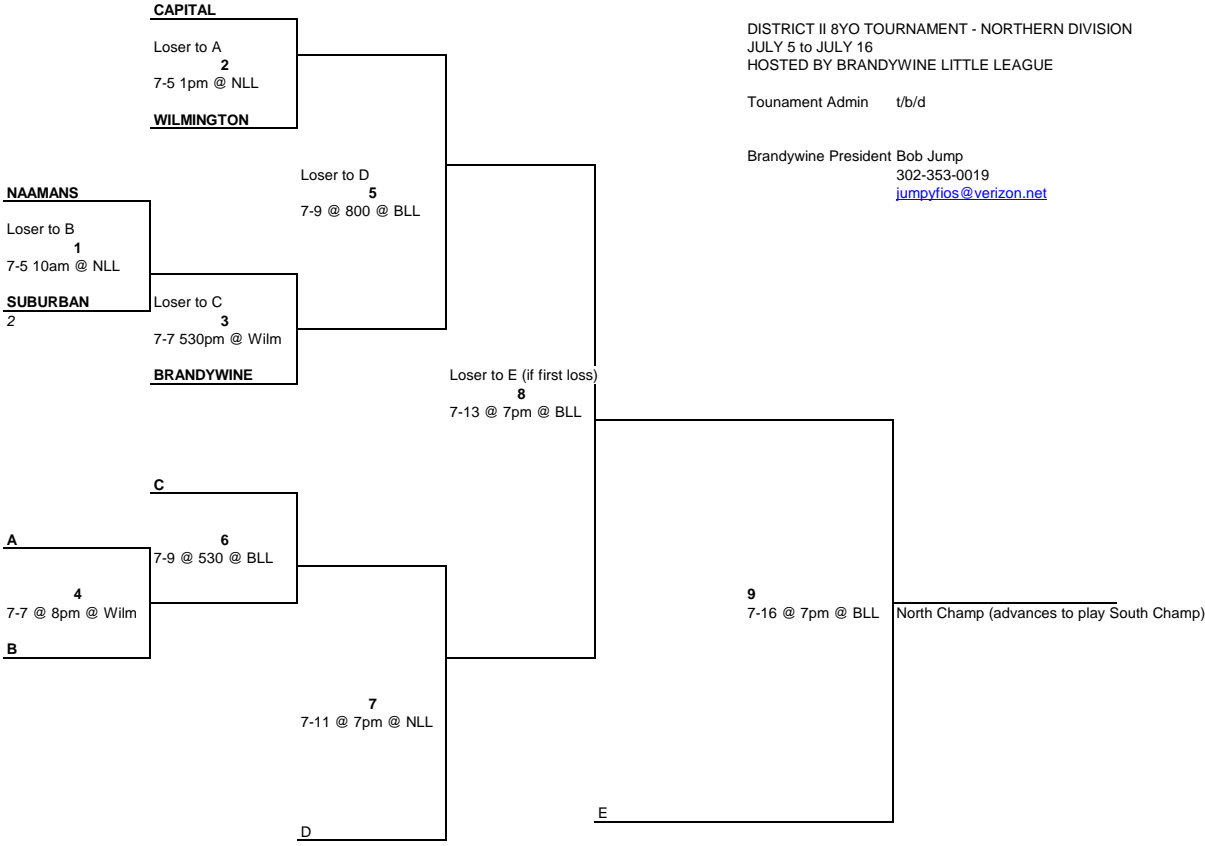 CAPITAL
DISTRICT II 8YO TOURNAMENT - NORTHERN DIVISION
JULY 5 to JULY 16
HOSTED BY BRANDYWINE LITTLE LEAGUE
Tounament Admin t/b/d
Brandywine President Bob Jump
302-353-0019
jumpyfios@verizon.net
Loser to A
2
7-5 1pm @ NLL
WILMINGTON
Loser to D
5
7-9 @ 800 @ BLL
NAAMANS
Loser to B
1
7-5 10am @ NLL
SUBURBAN
2
Loser to C
3
7-7 530pm @ Wilm
BRANDYWINE
Loser to E (if first loss)
8
7-13 @ 7pm @ BLL
C
A
6
7-9 @ 530 @ BLL
4
7-7 @ 8pm @ Wilm
B
9
7-16 @ 7pm @ BLL
North Champ (advances to play South Champ)
7
7-11 @ 7pm @ NLL
E
D